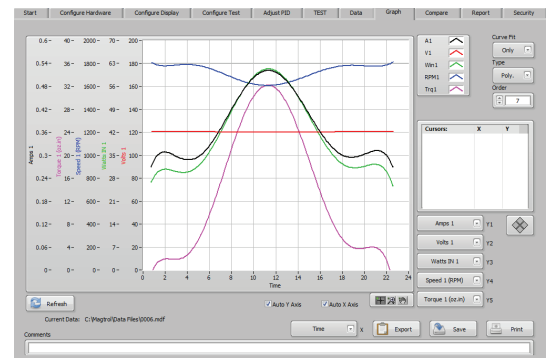 Start Configure Hardware Configure Display Configure Test Adjust PID TEST Data Graph Compare Report Security
0.6 40 2000 70 200
0.54 36 1800 63 180
0.48 32 1600 56 160
0.42 28 1400 49 140
0.36 24 1200 42 120
0.3 20 1000 35 100
0.24 16 800 28 80
0.18 12 600 21 60
0.12 8 400 14 40
0.06 4 200 7 20
0 0 0 0 0
Amps 1
Torque 1 (oz.in)
Speed 1 (RPM)
Watts IN 1
Volts 1
0 2 4 6 8 10 12 14 16 18 20 22 24
Time
A1
V1
Win1
RPM1
Trq1
Curve Fit
Only
Type
Poly.
Order
7
Cursors: X Y
Amps 1 Y1
Volts 1 Y2
Watts IN 1 Y3
Speed 1 (RPM) Y4
Torque 1 (oz.in) Y5
Refresh
Auto Y Axis Auto X Axis
Current Data: C:\Magtrol\Data Files\0006.mdf
Time X Export Save Print
Comments